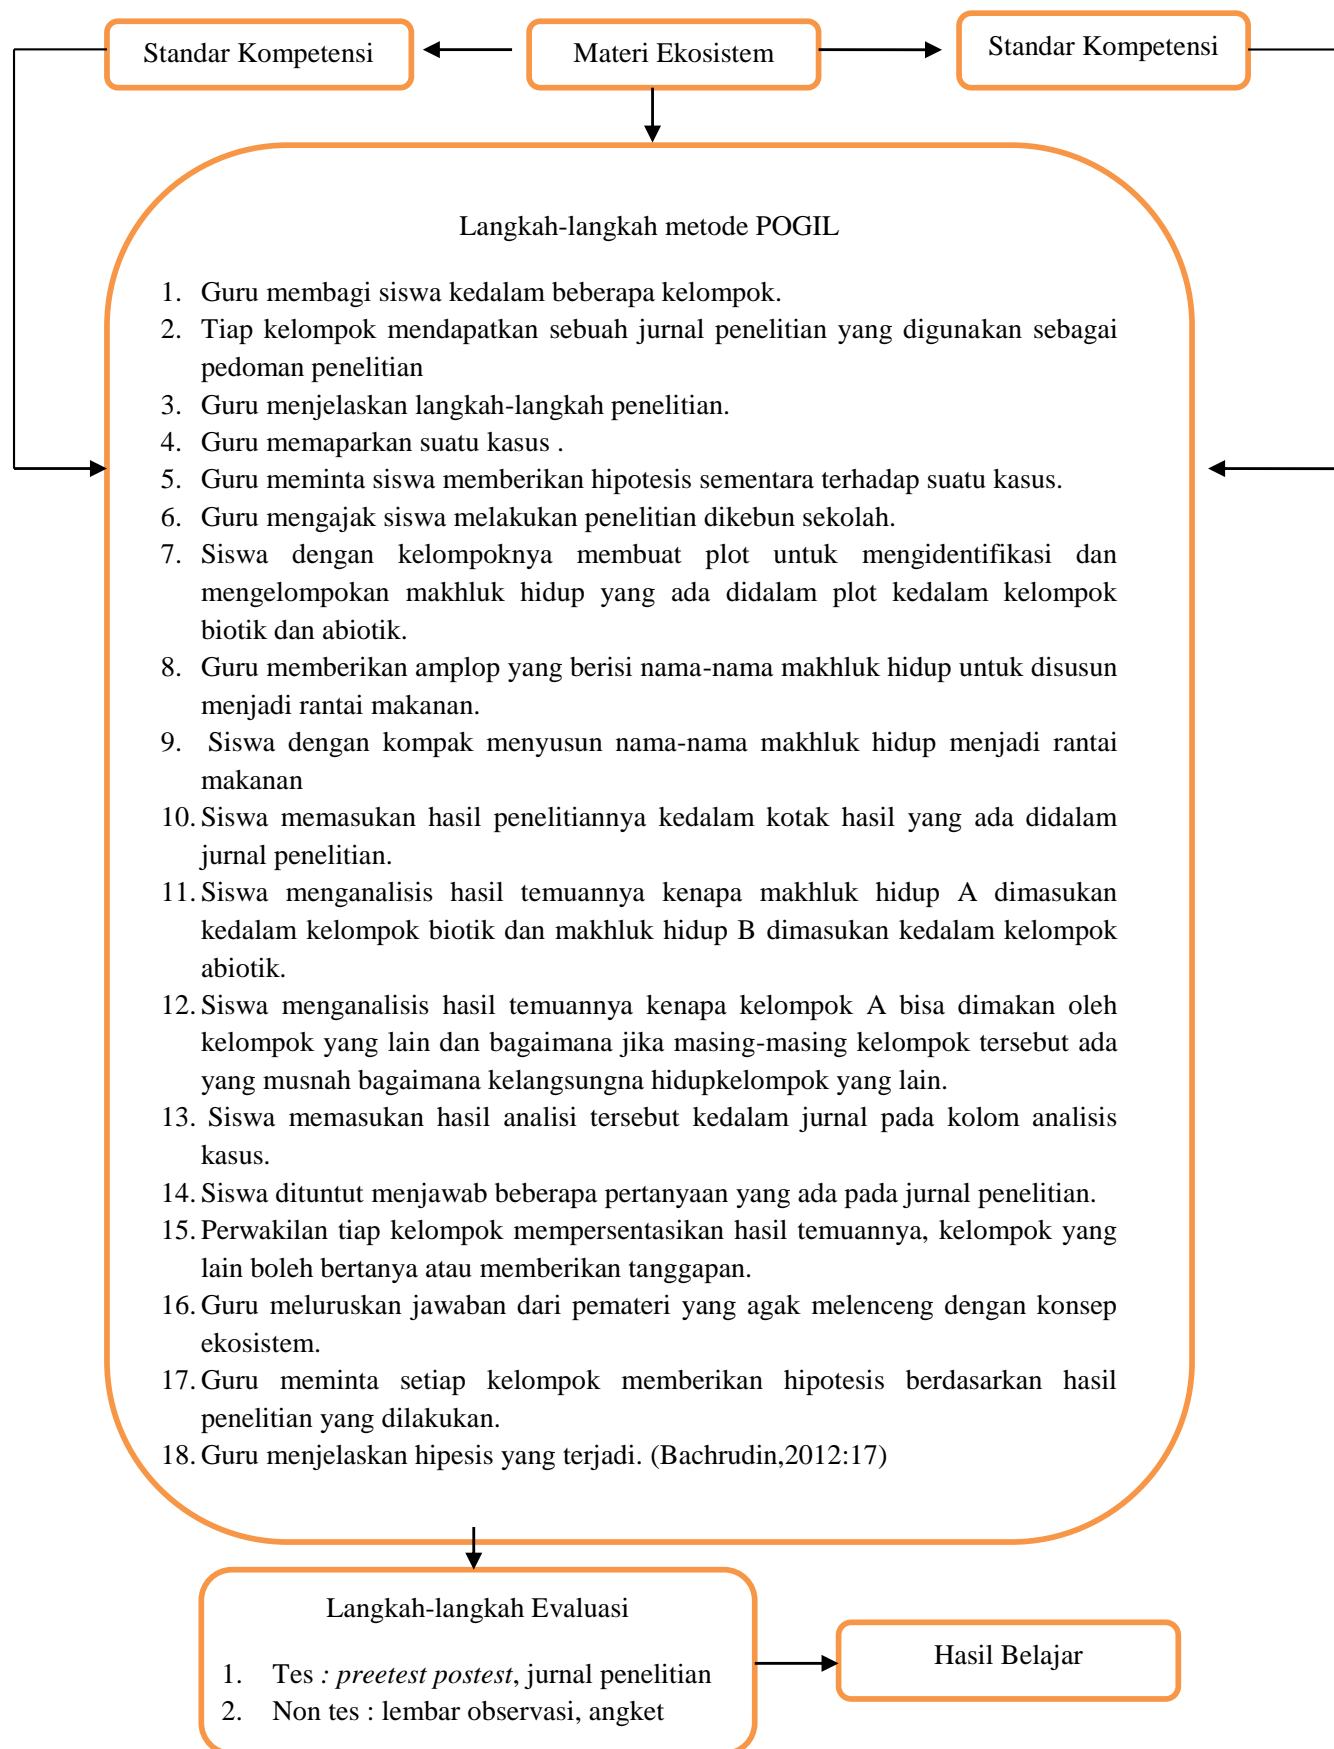 Standar Kompetensi
Materi Ekosistem
Standar Kompetensi
Langkah-langkah metode POGIL
1. Guru membagi siswa kedalam beberapa kelompok.
2. Tiap kelompok mendapatkan sebuah jurnal penelitian yang digunakan sebagai
pedoman penelitian
3. Guru menjelaskan langkah-langkah penelitian.
4. Guru memaparkan suatu kasus .
5. Guru meminta siswa memberikan hipotesis sementara terhadap suatu kasus.
6. Guru mengajak siswa melakukan penelitian dikebun sekolah.
7. Siswa dengan kelompoknya membuat plot untuk mengidentifikasi dan
mengelompokan makhluk hidup yang ada didalam plot kedalam kelompok
biotik dan abiotik.
8. Guru memberikan amplop yang berisi nama-nama makhluk hidup untuk disusun
menjadi rantai makanan.
9. Siswa dengan kompak menyusun nama-nama makhluk hidup menjadi rantai
makanan
10. Siswa memasukan hasil penelitiannya kedalam kotak hasil yang ada didalam
jurnal penelitian.
11. Siswa menganalisis hasil temuannya kenapa makhluk hidup A dimasukan
kedalam kelompok biotik dan makhluk hidup B dimasukan kedalam kelompok
abiotik.
12. Siswa menganalisis hasil temuannya kenapa kelompok A bisa dimakan oleh
kelompok yang lain dan bagaimana jika masing-masing kelompok tersebut ada
yang musnah bagaimana kelangsungna hidupkelompok yang lain.
13. Siswa memasukan hasil analisi tersebut kedalam jurnal pada kolom analisis
kasus.
14. Siswa dituntut menjawab beberapa pertanyaan yang ada pada jurnal penelitian.
15. Perwakilan tiap kelompok mempersentasikan hasil temuannya, kelompok yang
lain boleh bertanya atau memberikan tanggapan.
16. Guru meluruskan jawaban dari pemateri yang agak melenceng dengan konsep
ekosistem.
17. Guru meminta setiap kelompok memberikan hipotesis berdasarkan hasil
penelitian yang dilakukan.
18. Guru menjelaskan hipesis yang terjadi. (Bachrudin,2012:17)
Langkah-langkah Evaluasi
1. Tes : preetest postest, jurnal penelitian
2. Non tes : lembar observasi, angket
Hasil Belajar